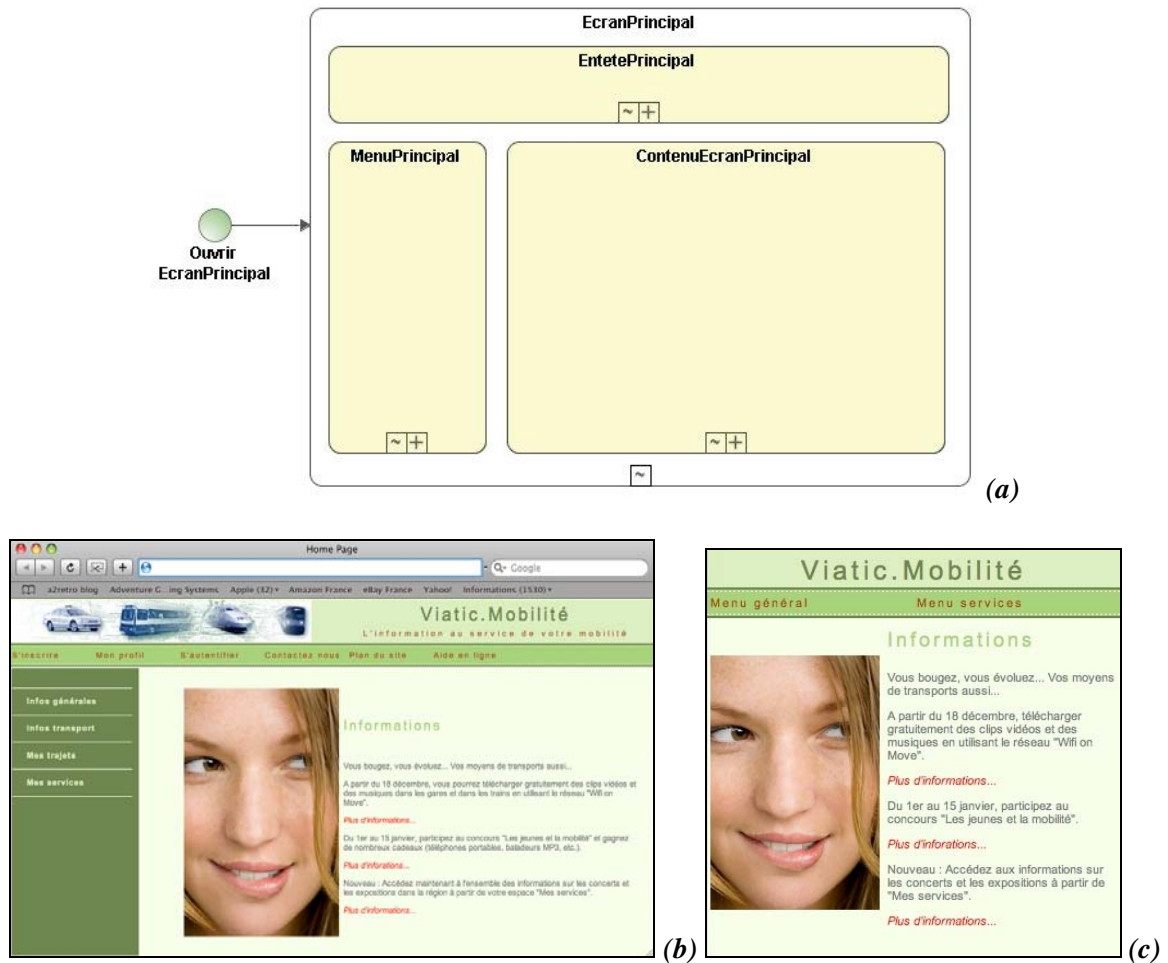 EcranPrincipal
EntetePrincipal
~ +
MenuPrincipal
ContenuEcranPrincipal
Ouvrir
EcranPrincipal
~ +
~ +
~
(a)
Home Page
Google
a2retro blog Adventure G...ing Systems Apple (32) Amazon France eBay France Yahoo! Informations (1530)
Viatic.Mobilité
L'information au service de votre mobilité
S'inscrire Mon profil S'autentifier Contactez nous Plan du site Aide en ligne
Infos générales
Infos transport
Mes trajets
Mes services
Informations
Vous bougez, vous évoluez... Vos moyens de transports aussi...
A partir du 18 décembre, vous pourrez télécharger gratuitement des clips vidéos et
des musiques dans les gares et dans les trains en utilisant le réseau "Wifi on
Move".
Plus d'informations...
Du 1er au 15 janvier, participez au concours "Les jeunes et la mobilité" et gagnez
de nombreux cadeaux (téléphones portables, baladeurs MP3, etc.).
Plus d'inforations...
Nouveau : Accédez maintenant à l'ensemble des informations sur les concerts et
les expositions dans la région à partir de votre espace "Mes services".
Plus d'informations...
(b)
Viatic.Mobilité
Menu général Menu services
Informations
Vous bougez, vous évoluez... Vos moyens
de transports aussi...
A partir du 18 décembre, télécharger
gratuitement des clips vidéos et des
musiques en utilisant le réseau "Wifi on
Move".
Plus d'informations...
Du 1er au 15 janvier, participez au
concours "Les jeunes et la mobilité".
Plus d'inforations...
Nouveau : Accédez aux informations sur
les concerts et les expositions à partir de
"Mes services".
Plus d'informations...
(c)